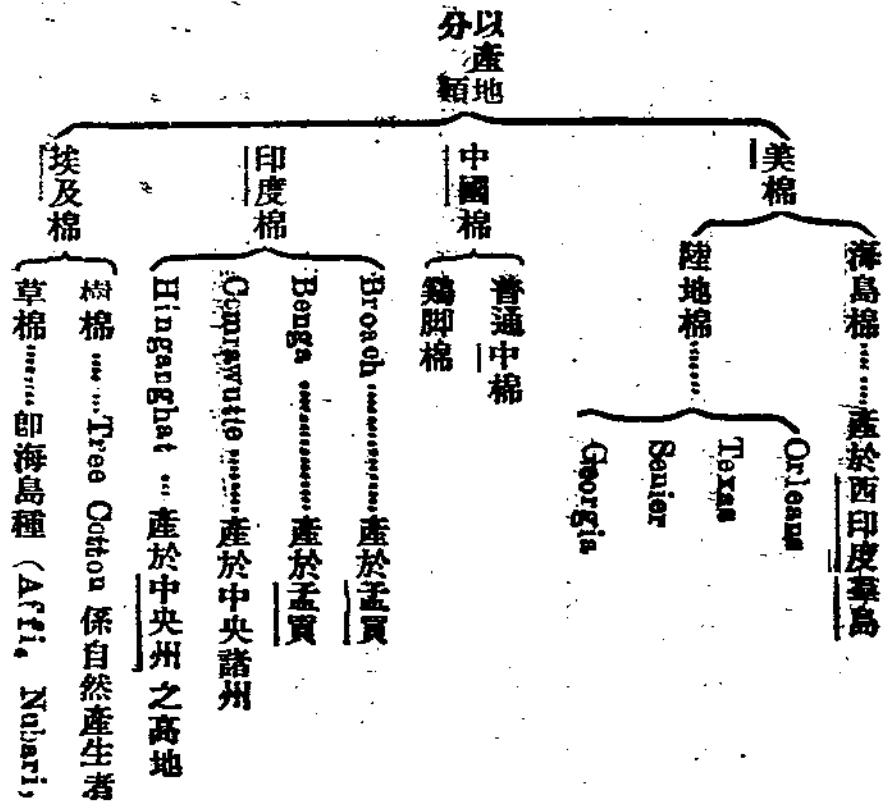 以產地
分類
美棉
海島棉………產於西印度羣島
陸地棉………
Orleans
Texas
Senier
Georgia
中國棉
普通中棉
鷄脚棉
印度棉
Broach………產於孟買
Benga………產於孟買
Comrawutte………產於中央諸州
Hinganghat…產於中央州之高地
埃及棉
樹棉………Tree Cotton 係自然產生者
草棉………即海島種 (Affi, Nubari,